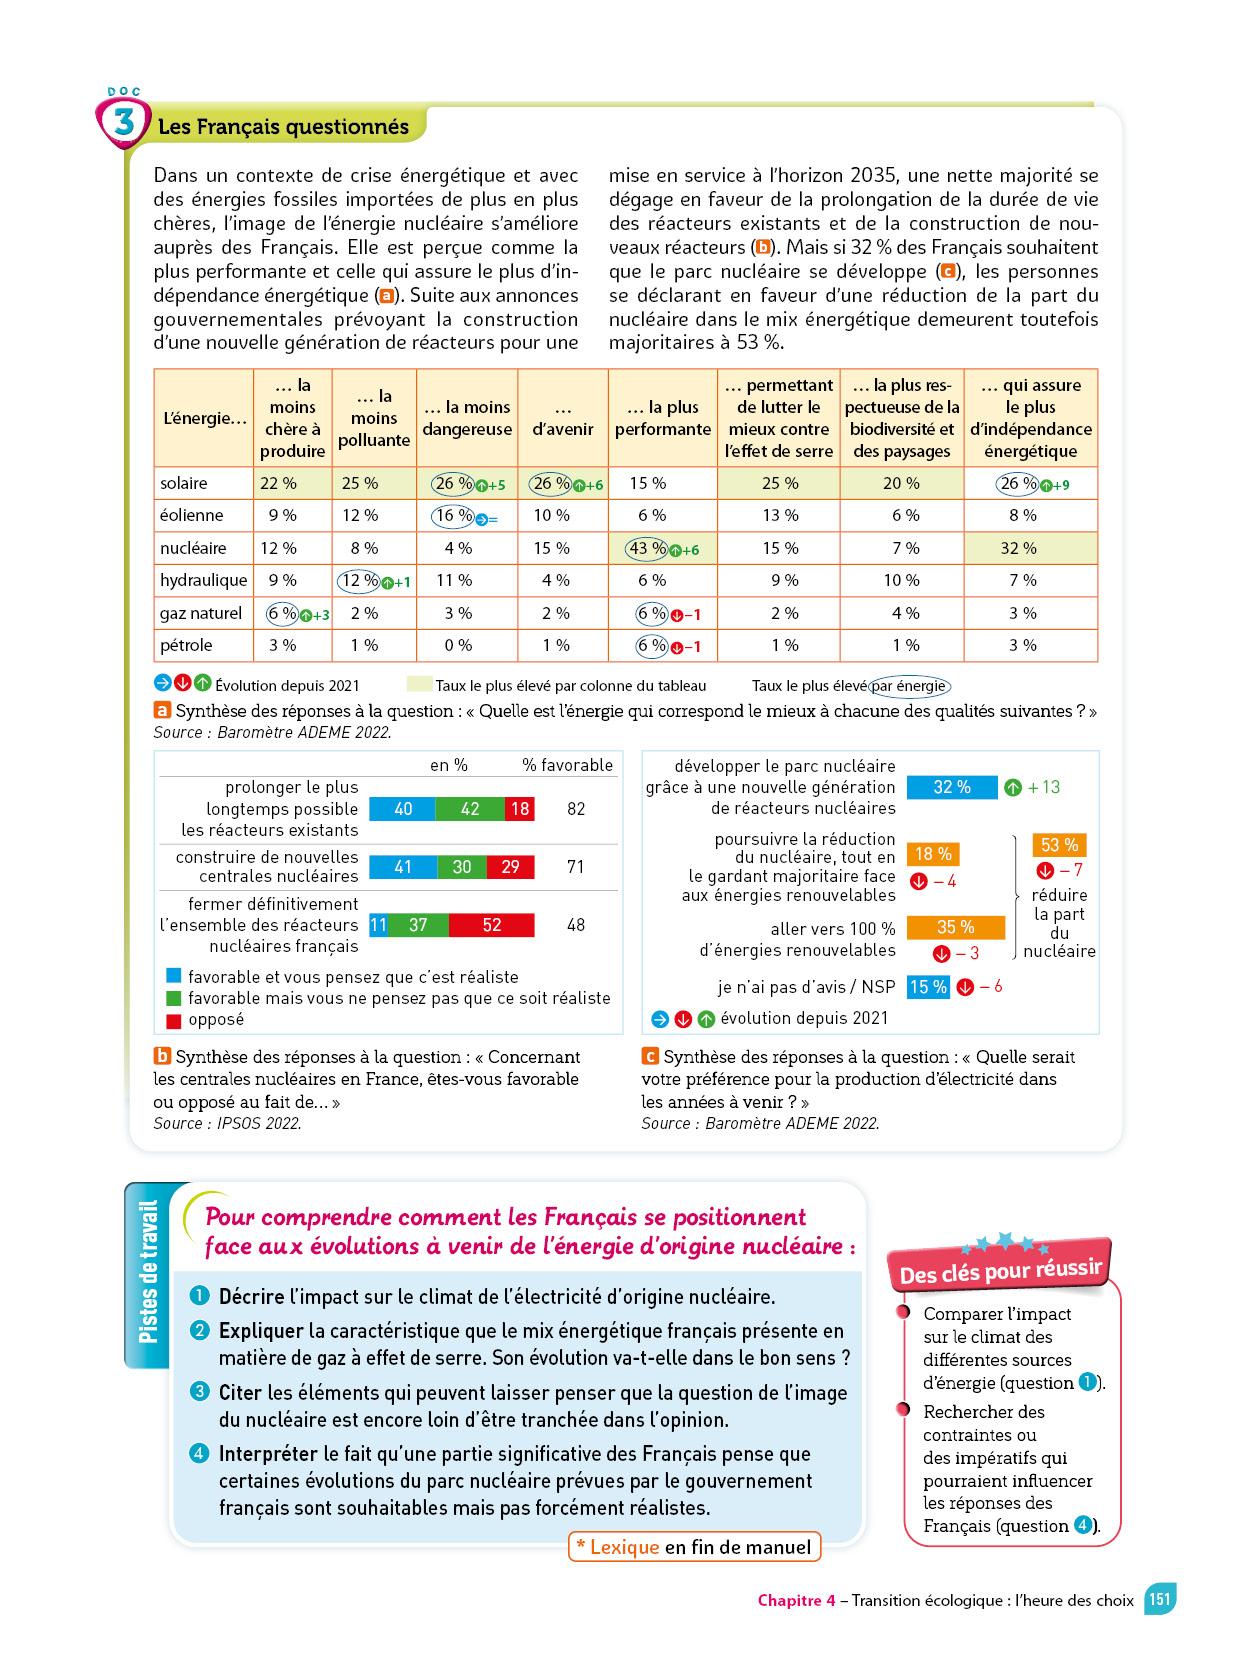 DOC
3
Les Français questionnés
Dans un contexte de crise énergétique et avec
des énergies fossiles importées de plus en plus
chères, l'image de l'énergie nucléaire s'améliore
auprès des Français. Elle est perçue comme la
plus performante et celle qui assure le plus d'in-
dépendance énergétique (a). Suite aux annonces
gouvernementales prévoyant la construction
d'une nouvelle génération de réacteurs pour une
mise en service à l'horizon 2035, une nette majorité se
dégage en faveur de la prolongation de la durée de vie
des réacteurs existants et de la construction de nou-
veaux réacteurs (b). Mais si 32 % des Français souhaitent
que le parc nucléaire se développe (c), les personnes
se déclarant en faveur d'une réduction de la part du
nucléaire dans le mix énergétique demeurent toutefois
majoritaires à 53 %.
L'énergie…
… la
moins
chère à
produire
… la
moins
polluante
… la moins
dangereuse
…
d'avenir
… la plus
performante
… permettant
de lutter le
mieux contre
l'effet de serre
… la plus res-
pectueuse de la
biodiversité et
des paysages
… qui assure
le plus
d'indépendance
énergétique
solaire 22 % 25 % 26 % +5 26 % +6 15 % 25 % 20 % 26 % +9
éolienne 9 % 12 % 16 % = 10 % 6 % 13 % 6 % 8 %
nucléaire 12 % 8 % 4 % 15 % 43 % +6 15 % 7 % 32 %
hydraulique 9 % 12 % +1 11 % 4 % 6 % 9 % 10 % 7 %
gaz naturel 6 % +3 2 % 3 % 2 % 6 % –1 2 % 4 % 3 %
pétrole 3 % 1 % 0 % 1 % 6 % –1 1 % 1 % 3 %
Évolution depuis 2021 Taux le plus élevé par colonne du tableau Taux le plus élevé par énergie
a Synthèse des réponses à la question : « Quelle est l'énergie qui correspond le mieux à chacune des qualités suivantes ? »
Source : Baromètre ADEME 2022.
en % % favorable
prolonger le plus
longtemps possible
les réacteurs existants
40 42 18 82
construire de nouvelles
centrales nucléaires
41 30 29 71
fermer définitivement
l'ensemble des réacteurs
nucléaires français
11 37 52 48
favorable et vous pensez que c'est réaliste
favorable mais vous ne pensez pas que ce soit réaliste
opposé
b Synthèse des réponses à la question : « Concernant
les centrales nucléaires en France, êtes-vous favorable
ou opposé au fait de… »
Source : IPSOS 2022.
développer le parc nucléaire
grâce à une nouvelle génération
de réacteurs nucléaires
32 % + 13
poursuivre la réduction
du nucléaire, tout en
le gardant majoritaire face
aux énergies renouvelables
18 %
– 4
aller vers 100 %
d'énergies renouvelables
35 %
– 3
53 %
– 7
réduire
la part
du
nucléaire
je n'ai pas d'avis / NSP 15 % – 6
évolution depuis 2021
c Synthèse des réponses à la question : « Quelle serait
votre préférence pour la production d'électricité dans
les années à venir ? »
Source : Baromètre ADEME 2022.
Pistes de travail
Pour comprendre comment les Français se positionnent
face aux évolutions à venir de l'énergie d'origine nucléaire :
1 Décrire l'impact sur le climat de l'électricité d'origine nucléaire.
2 Expliquer la caractéristique que le mix énergétique français présente en
matière de gaz à effet de serre. Son évolution va-t-elle dans le bon sens ?
3 Citer les éléments qui peuvent laisser penser que la question de l'image
du nucléaire est encore loin d'être tranchée dans l'opinion.
4 Interpréter le fait qu'une partie significative des Français pense que
certaines évolutions du parc nucléaire prévues par le gouvernement
français sont souhaitables mais pas forcément réalistes.
* Lexique en fin de manuel
Des clés pour réussir
Comparer l'impact
sur le climat des
différentes sources
d'énergie (question 1).
Rechercher des
contraintes ou
des impératifs qui
pourraient influencer
les réponses des
Français (question 4).
Chapitre 4 – Transition écologique : l'heure des choix 151